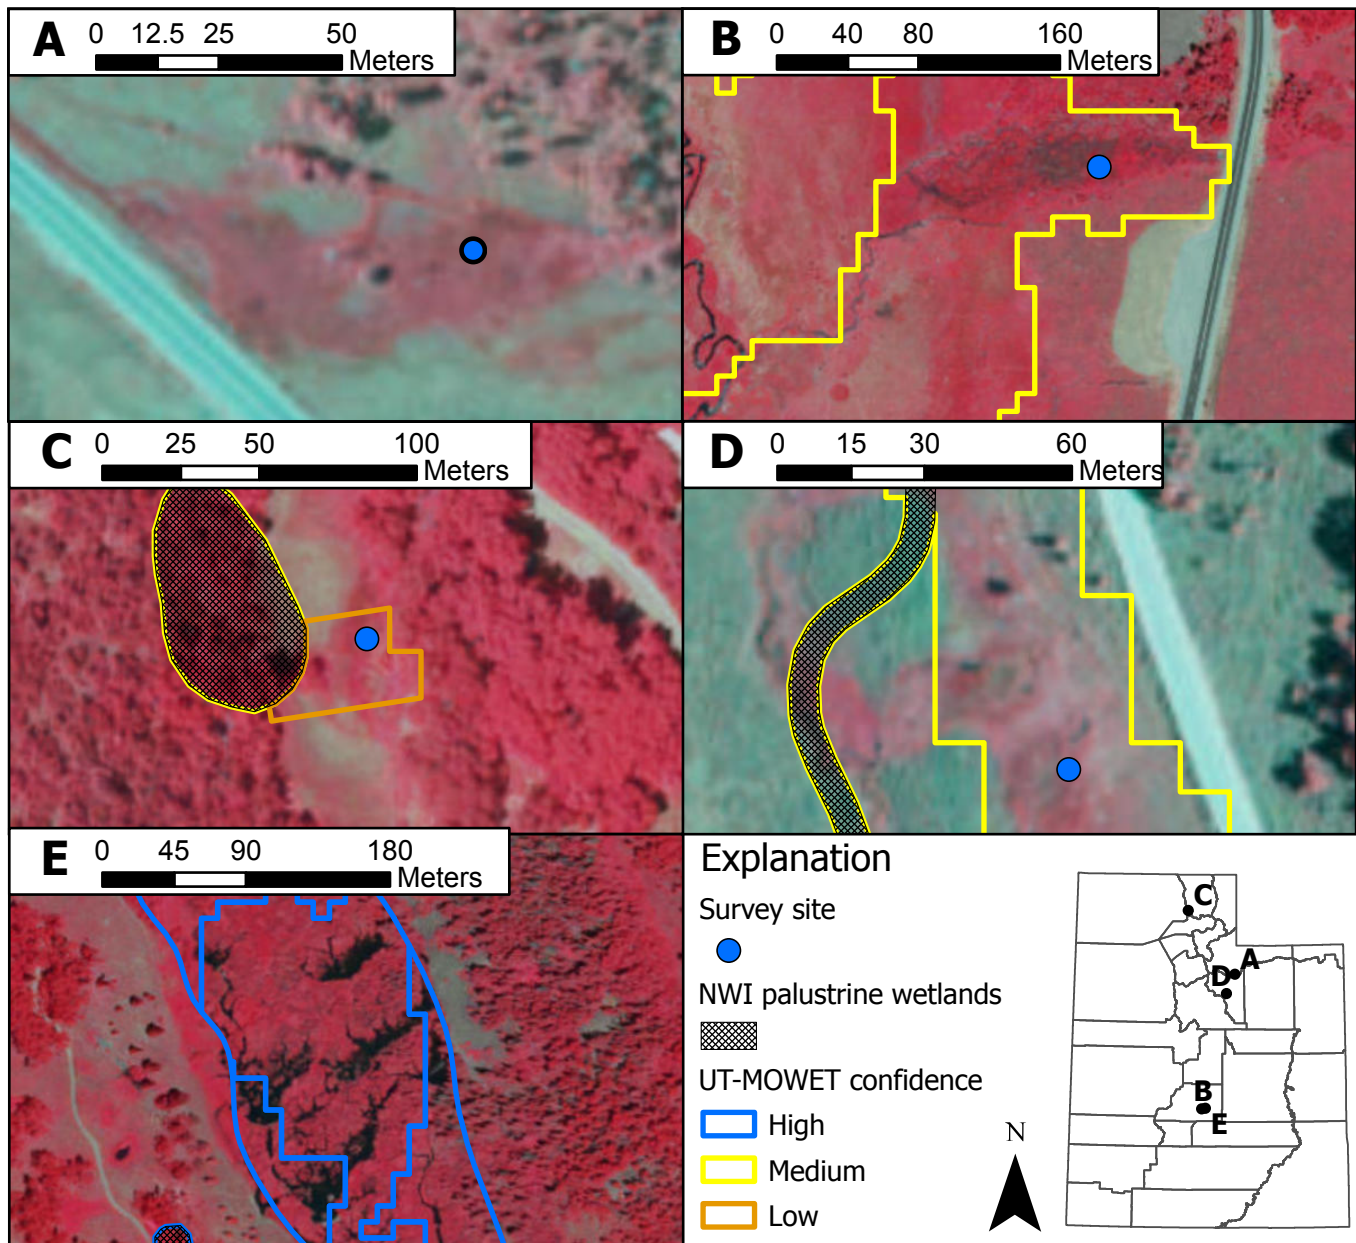 A
0 12.5 25 50
Meters
B
0 40 80 160
Meters
C
0 25 50 100
Meters
D
0 15 30 60
Meters
E
0 45 90 180
Meters
Explanation
Survey site
NWI palustrine wetlands
UT-MOWET confidence
High
Medium
Low
N
C
A
D
B
E